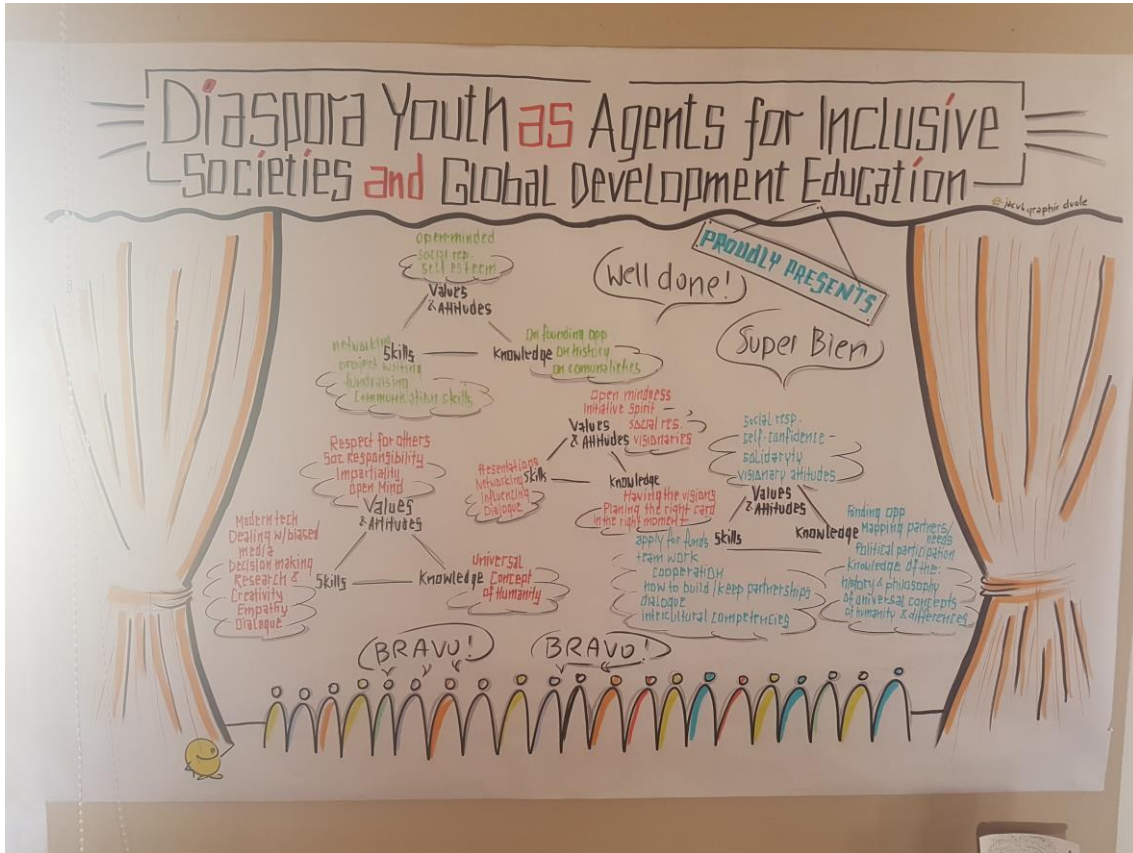 Diaspora Youth as Agents for Inclusive
Societies and Global Development Education
PROUDLY PRESENTS
open-minded
social rep.
self esteem
Values
& Attitudes
Skills
networking
project writing
fundraising
communication skills
Knowledge
on founding opp
on history
on comunalities
Well done!
Super Bien
Open mindness
Initiative Spirit
social res.
visionaries
Values
& Attitudes
Presentations
Networking
Influencing
Dialogue
Skills
Knowledge
Having the visions
Planing the right card
in the right moment
Respect for others
Soc Responsibility
Impartiality
Open Mind
Values
& Attitudes
Modern tech
Dealing w/biased
media
Decision making
Research &
Creativity
Empathy
Dialogue
Skills
Knowledge
Universal
Concept
of Humanity
social resp.
self-confidence
solidaryty
visionary attitudes
Values
& Attitudes
Skills
apply for funds
team work
cooperation
how to build/keep partnerships
dialogue
intercultural competencies
Knowledge
Finding opp
Mapping partners/
needs
Political participation
Knowledge of the:
history & philosophy
of universal concepts
of humanity & differences
BRAVO!
BRAVO!